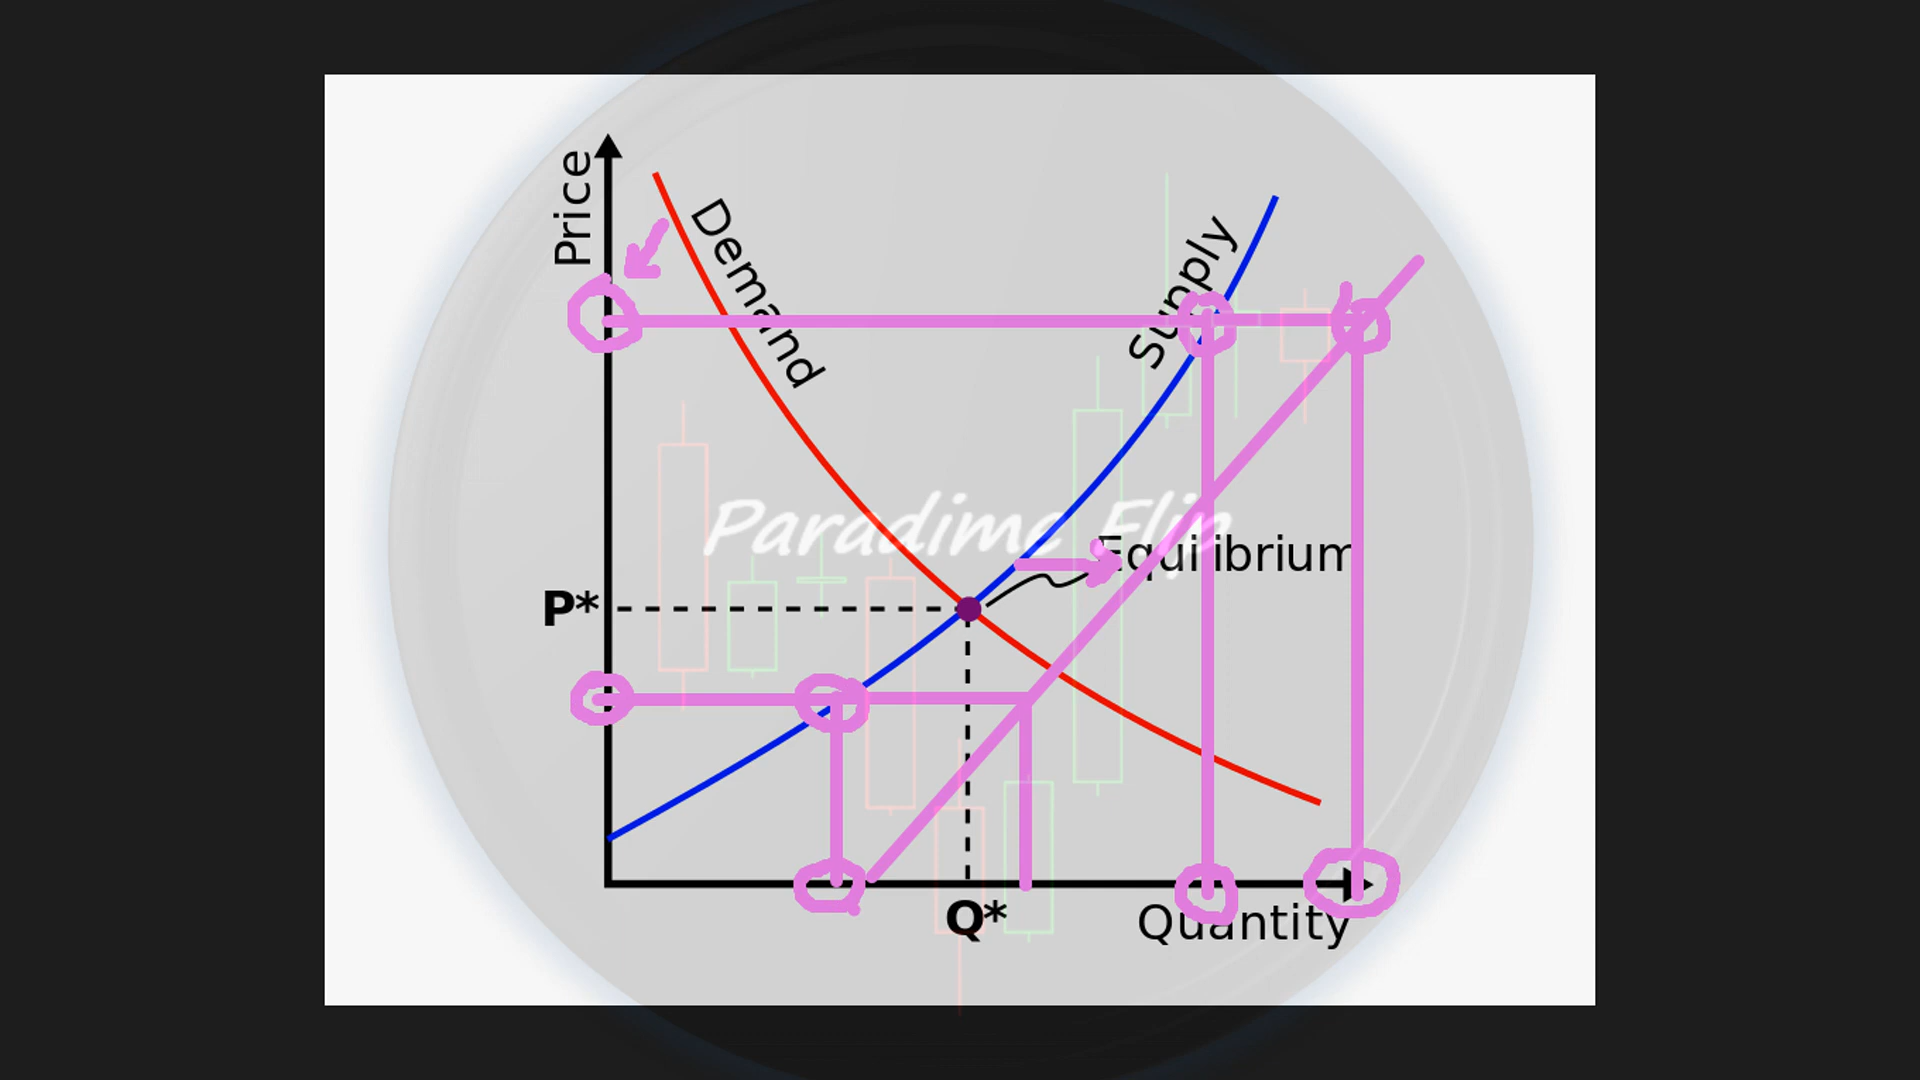 Price
Demand
Supply
Paradime Flip
Equilibrium
P*
Q*
Quantity